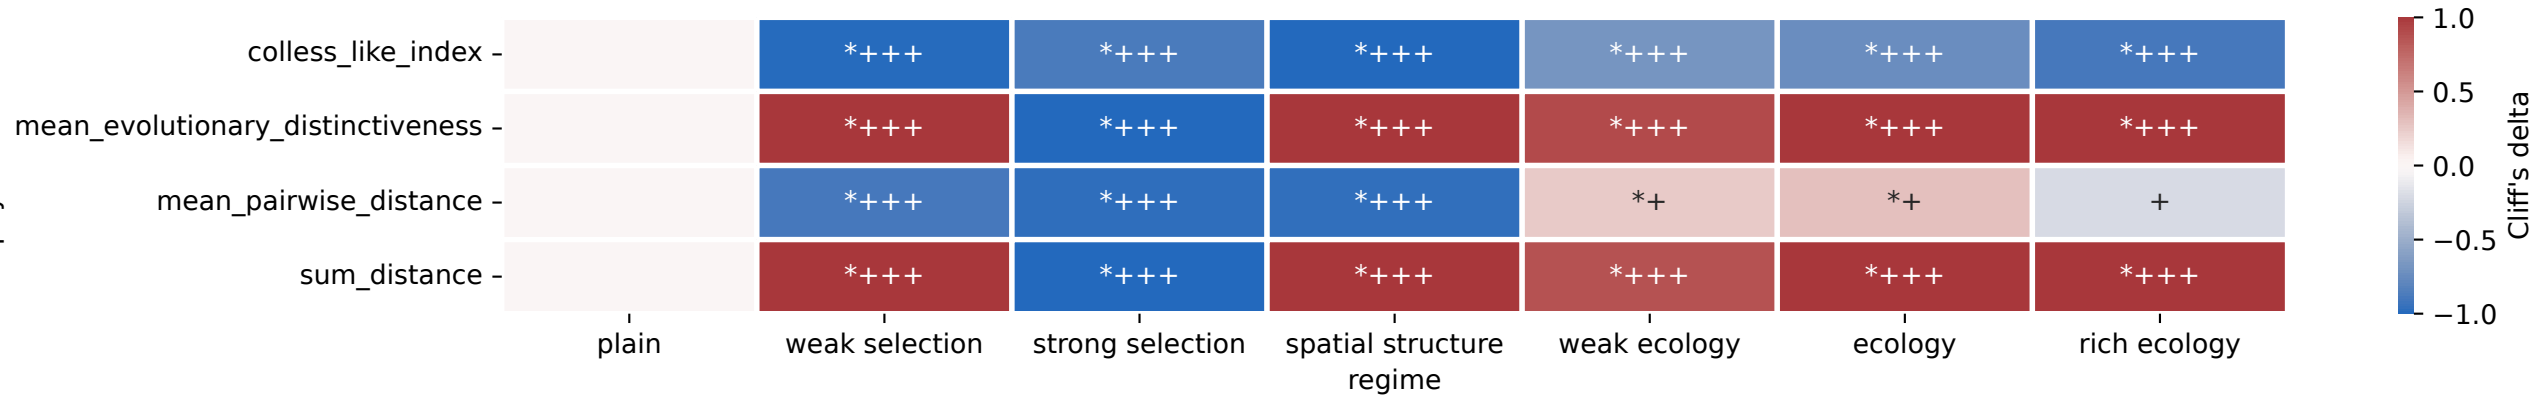 colless_like_index *+++ *+++ *+++ *+++ *+++ *+++
mean_evolutionary_distinctiveness *+++ *+++ *+++ *+++ *+++ *+++
mean_pairwise_distance *+++ *+++ *+++ *+ *+ +
sum_distance *+++ *+++ *+++ *+++ *+++ *+++
plain weak selection strong selection spatial structure weak ecology ecology rich ecology
regime
1.0
0.5
0.0
−0.5
−1.0
Cliff's delta